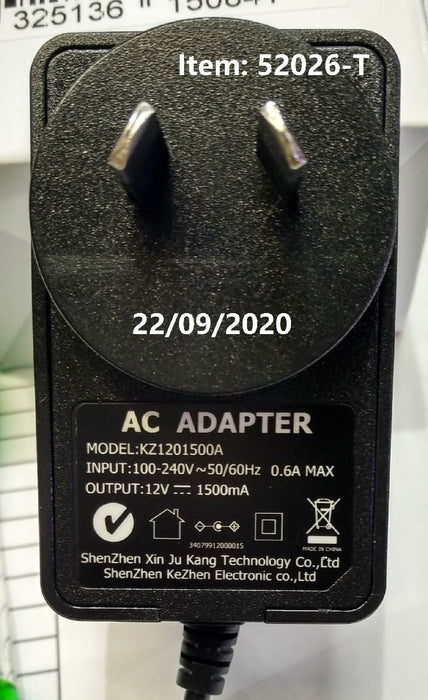 325136
Item: 52026-T
22/09/2020
AC ADAPTER
MODEL:KZ1201500A
INPUT:100-240V～50/60Hz 0.6A MAX
OUTPUT:12V ⎓ 1500mA
34079912000015
MADE IN CHINA
ShenZhen Xin Ju Kang Technology Co.,Ltd
ShenZhen KeZhen Electronic co.,Ltd